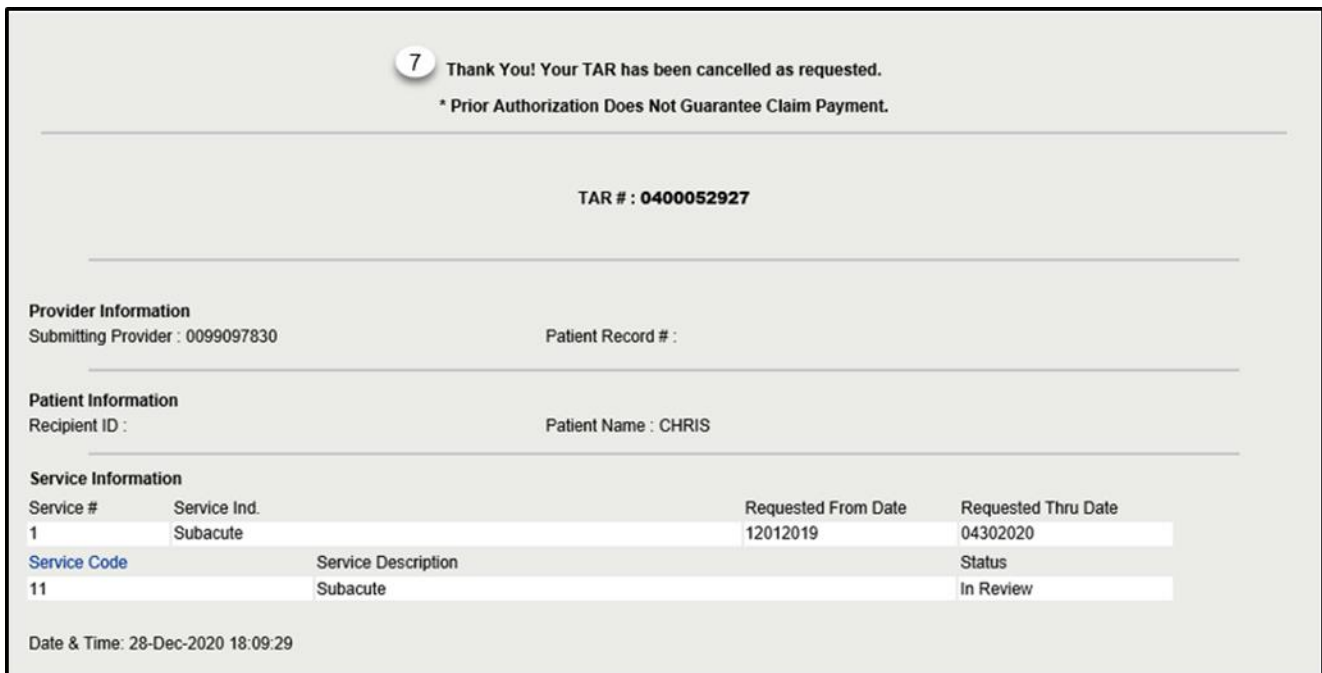 7 Thank You! Your TAR has been cancelled as requested.
* Prior Authorization Does Not Guarantee Claim Payment.
TAR # : 0400052927
Provider Information
Submitting Provider : 0099097830 Patient Record # :
Patient Information
Recipient ID : Patient Name : CHRIS
Service Information
Service # Service Ind. Requested From Date Requested Thru Date
1 Subacute 12012019 04302020
Service Code Service Description Status
11 Subacute In Review
Date & Time: 28-Dec-2020 18:09:29